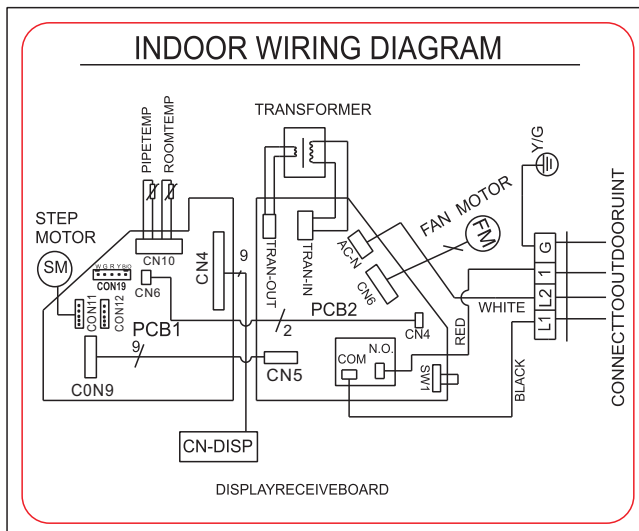 INDOOR WIRING DIAGRAM
TRANSFORMER
PIPETEMP
ROOMTEMP
Y/G
FAN MOTOR
FM
STEP
MOTOR
SM
CN10
CN4
9
TRAN-OUT
TRAN-IN
AC-N
CN6
G
1
L2
L1
CONNECTTOOUTDOORUINT
W G R Y B/O
CON19
CN6
CON11
CON12
PCB1
9
C0N9
2
PCB2
CN4
CN5
COM
N.O.
SW1
RED
WHITE
BLACK
CN-DISP
DISPLAYRECEIVEBOARD